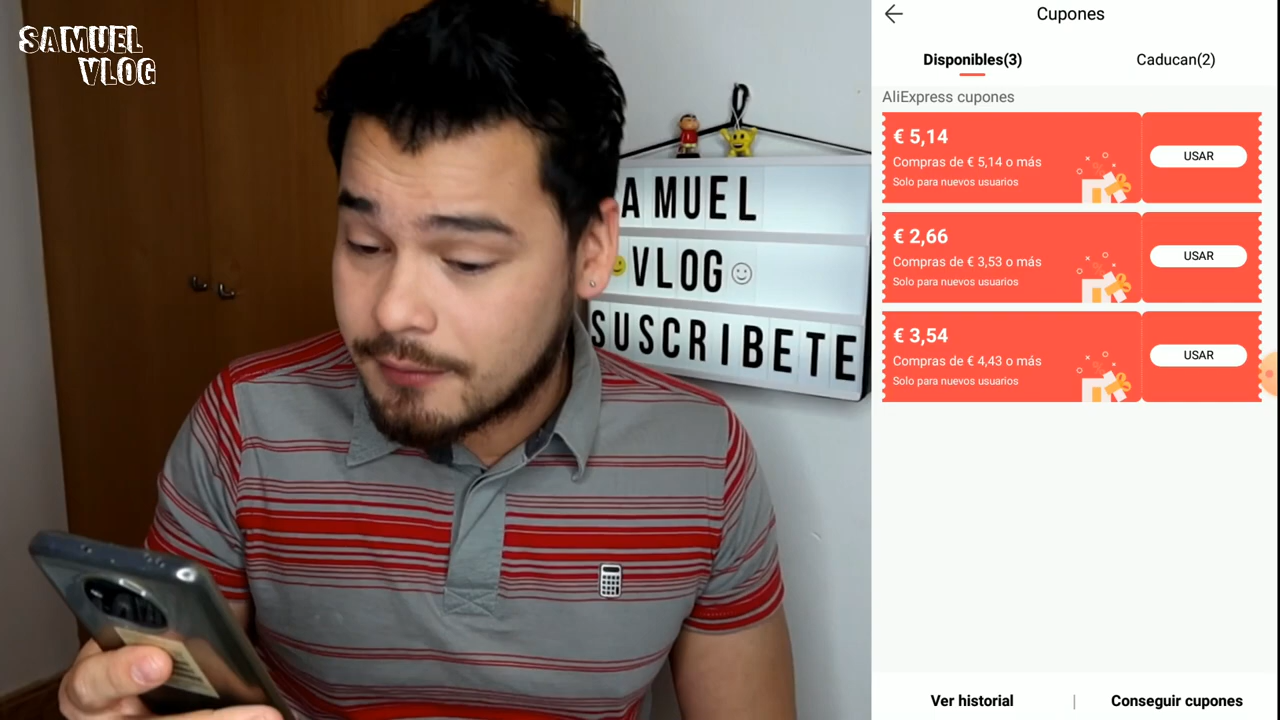 SAMUEL
VLOG
AMUEL
VLOG
SUSCRIBETE
Cupones
Disponibles(3)
Caducan(2)
AliExpress cupones
€ 5,14
Compras de € 5,14 o más
Solo para nuevos usuarios
USAR
€ 2,66
Compras de € 3,53 o más
Solo para nuevos usuarios
USAR
€ 3,54
Compras de € 4,43 o más
Solo para nuevos usuarios
USAR
Ver historial | Conseguir cupones